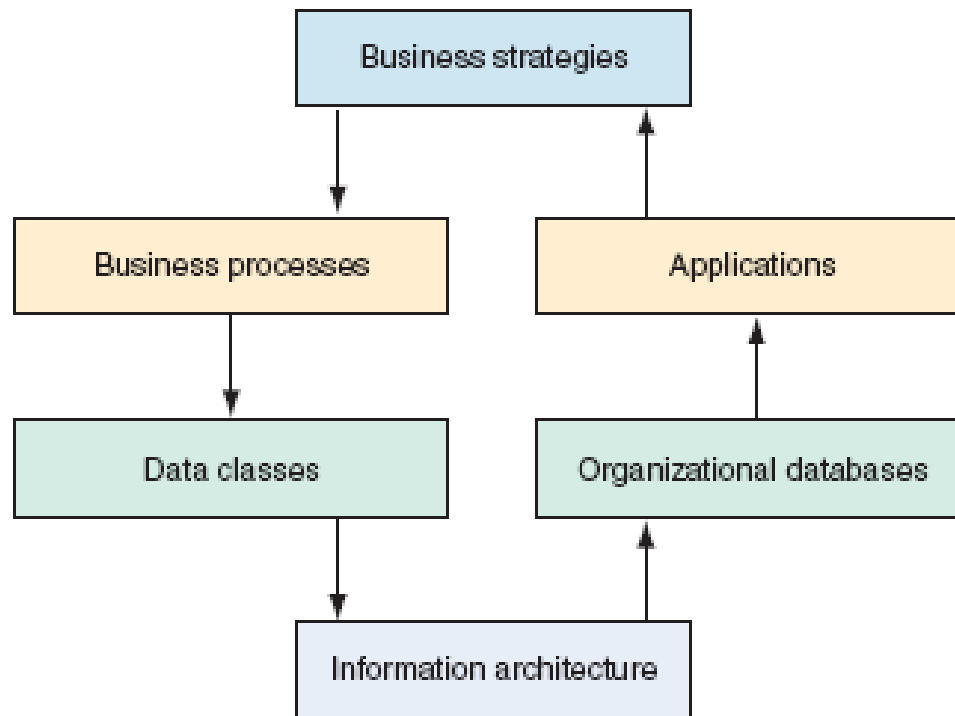 Business strategies
Business processes
Applications
Data classes
Organizational databases
Information architecture